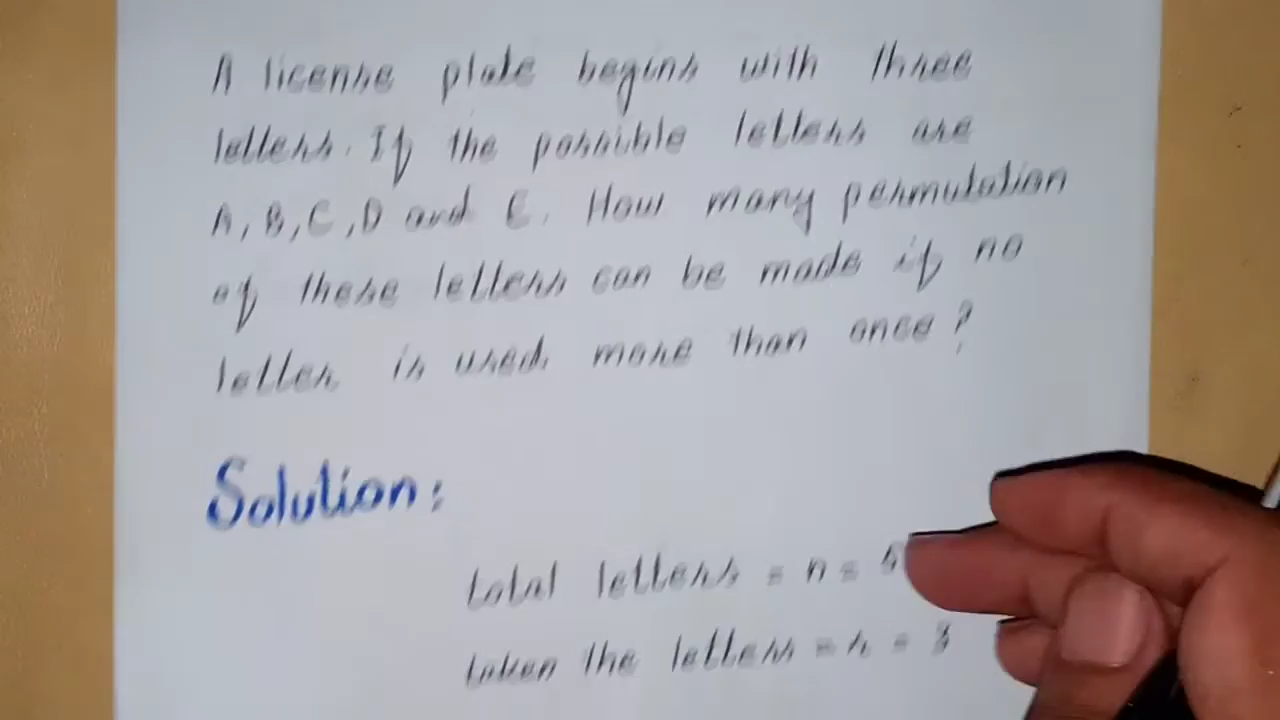 A license plate begins with three
letters. If the possible letters are
A, B, C, D and E. How many permutation
of these letters can be made if no
letter is used more than once?
Solution:
total letters = n = 5
taken the letters = r = 3